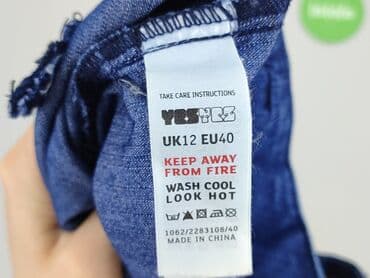 TAKE CARE INSTRUCTIONS
YES YES
UK12 EU40
KEEP AWAY
FROM FIRE
WASH COOL
LOOK HOT
1062/2283108/40
MADE IN CHINA